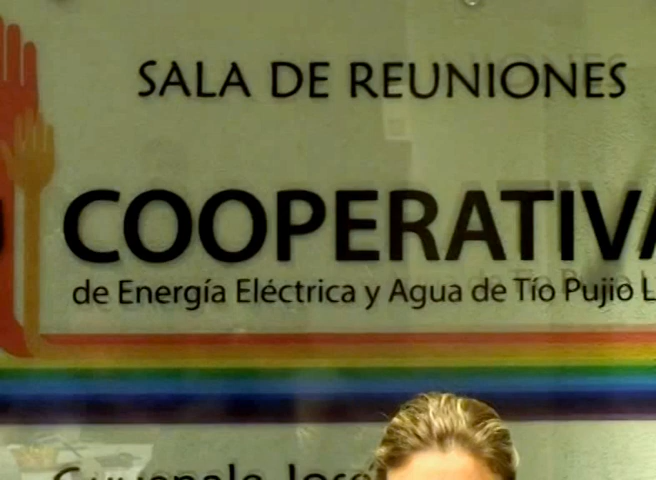 SALA DE REUNIONES
COOPERATIVA
de Energía Eléctrica y Agua de Tío Pujio L